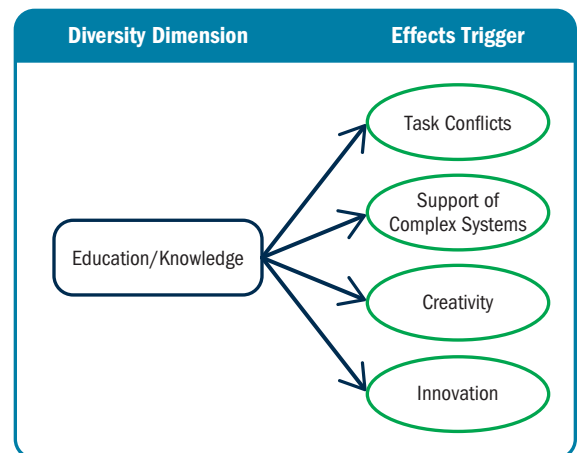 Diversity Dimension
Effects Trigger
Education/Knowledge
Task Conflicts
Support of
Complex Systems
Creativity
Innovation